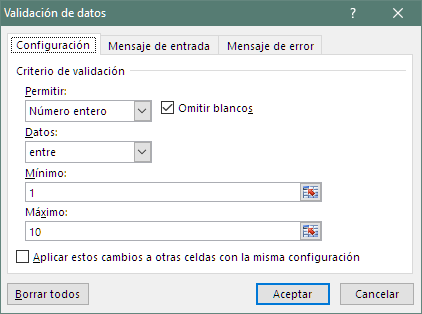 Validación de datos
Configuración
Mensaje de entrada
Mensaje de error
Criterio de validación
Permitir:
Número entero
Omitir blancos
Datos:
entre
Mínimo:
1
Máximo:
10
Aplicar estos cambios a otras celdas con la misma configuración
Borrar todos
Aceptar
Cancelar